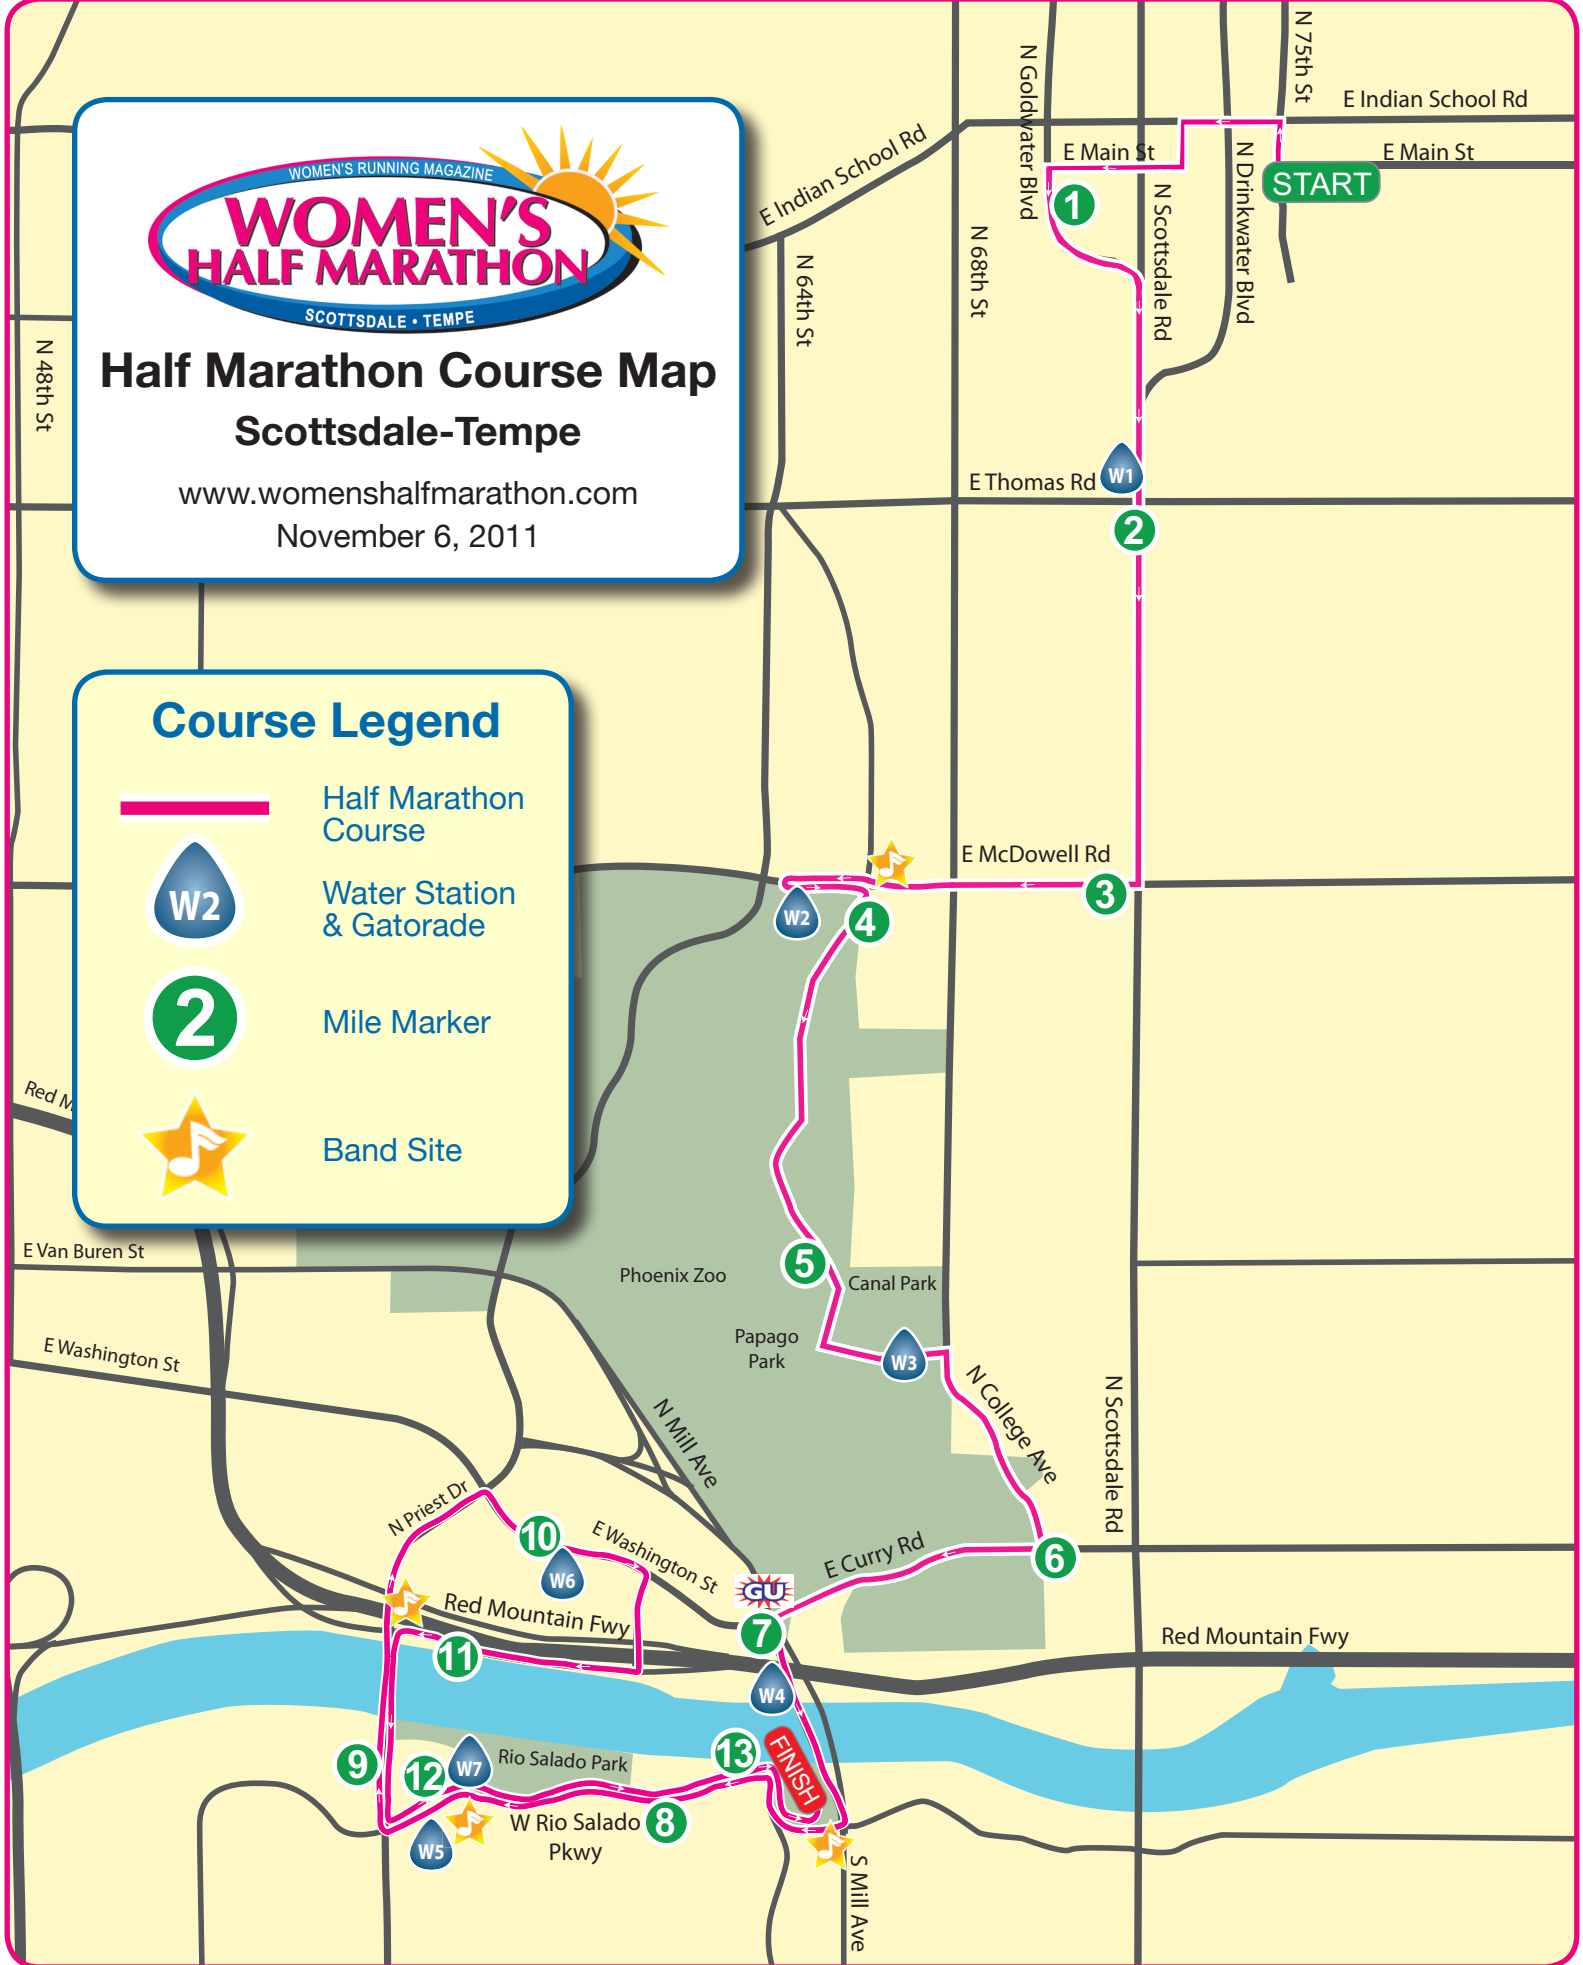 WOMEN'S RUNNING MAGAZINE
WOMEN'S
HALF MARATHON
SCOTTSDALE • TEMPE
Half Marathon Course Map
Scottsdale-Tempe
www.womenshalfmarathon.com
November 6, 2011
Course Legend
Half Marathon
Course
W2
Water Station
& Gatorade
2
Mile Marker
Band Site
N 75th St
E Indian School Rd
N Goldwater Blvd
E Main St
E Main St
START
N Drinkwater Blvd
N Scottsdale Rd
1
E Indian School Rd
N 68th St
N 64th St
N 48th St
E Thomas Rd
W1
2
E McDowell Rd
3
W2
4
Red M
E Van Buren St
Phoenix Zoo
5
Canal Park
Papago
Park
W3
E Washington St
N College Ave
N Scottsdale Rd
N Mill Ave
N Priest Dr
10
E Washington St
W6
E Curry Rd
6
GU
7
Red Mountain Fwy
Red Mountain Fwy
11
W4
9
12
W7
Rio Salado Park
13
FINISH
W Rio Salado
Pkwy
8
W5
S Mill Ave